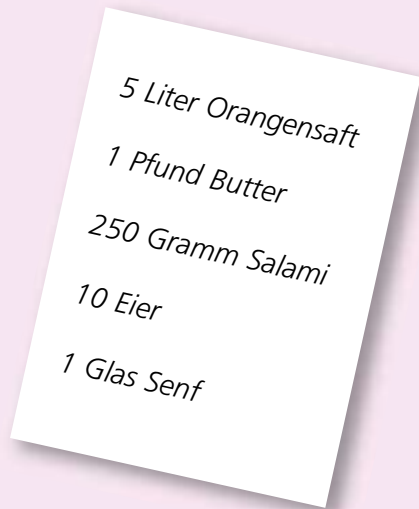 5 Liter Orangensaft
1 Pfund Butter
250 Gramm Salami
10 Eier
1 Glas Senf